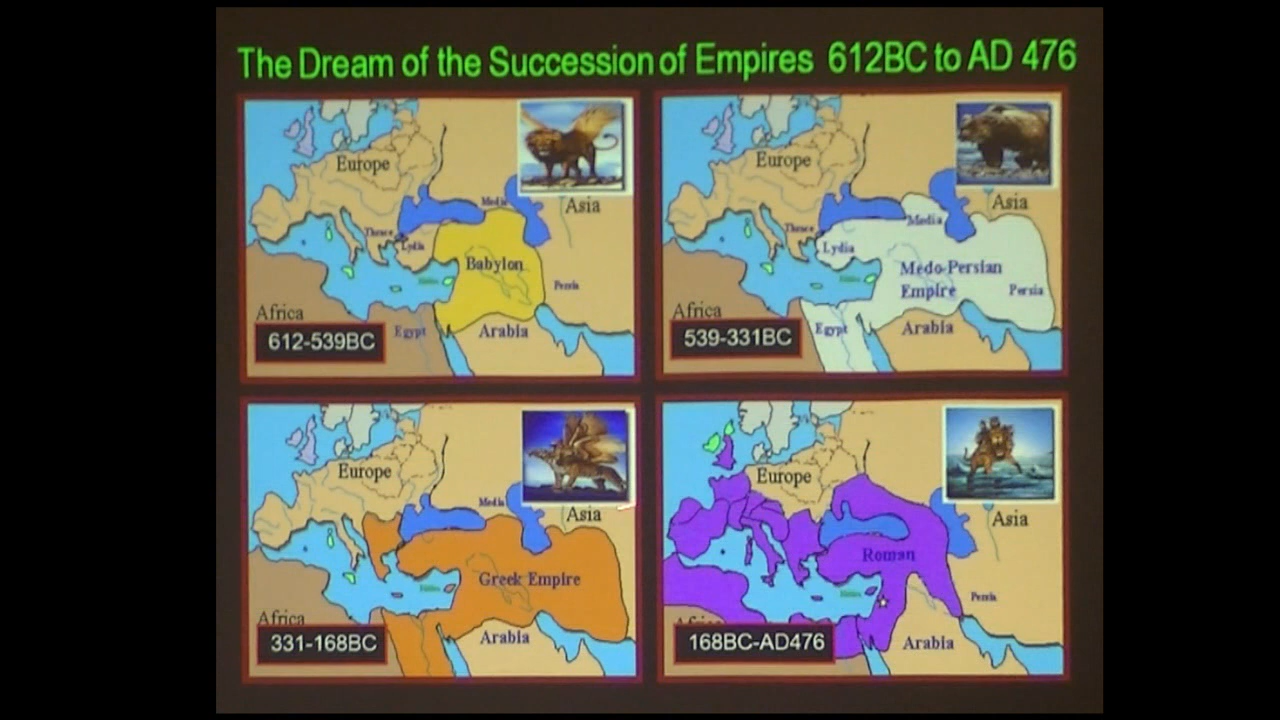 The Dream of the Succession of Empires 612BC to AD 476
Europe
Media
Asia
Thrace
Lydia
Babylon
Persia
Africa
Egypt
Arabia
612-539BC
Europe
Asia
Media
Thrace
Lydia
Medo-Persian
Empire
Persia
Africa
Egypt
Arabia
539-331BC
Europe
Media
Asia
Greek Empire
Africa
Arabia
331-168BC
Europe
Asia
Roman
Persia
Africa
Arabia
168BC-AD476